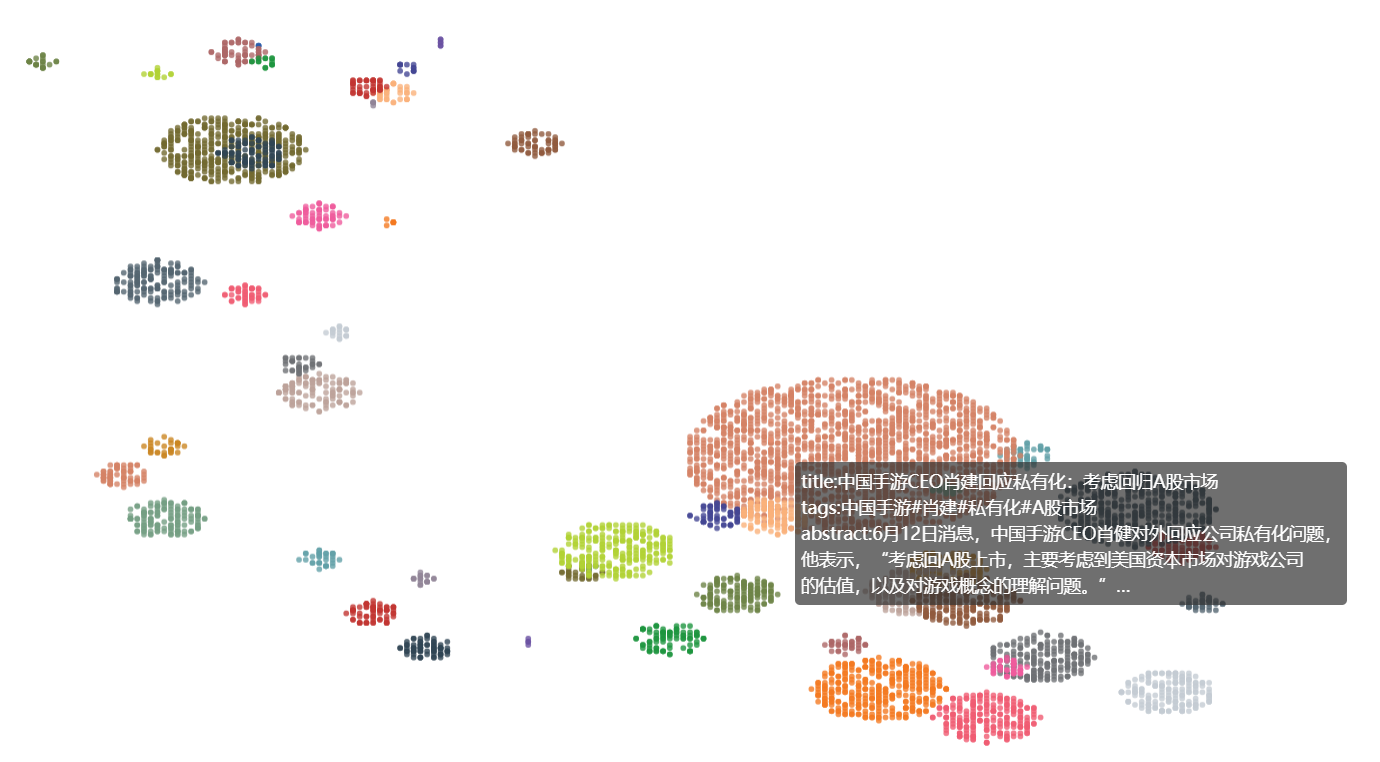 title:中国手游CEO肖建回应私有化：考虑回归A股市场
tags:中国手游#肖建#私有化#A股市场
abstract:6月12日消息，中国手游CEO肖健对外回应公司私有化问题，
他表示，“考虑回A股上市，主要考虑到美国资本市场对游戏公司
的估值，以及对游戏概念的理解问题。” ...